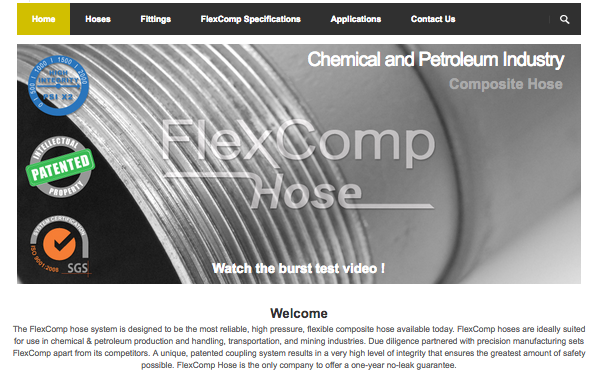 Home Hoses Fittings FlexComp Specifications Applications Contact Us
Chemical and Petroleum Industry
Composite Hose
HIGH
INTEGRITY
PSI X2
FlexComp
Hose
INTELLECTUAL
PATENTED
PROPERTY
SYSTEM CERTIFICATION
ISO 9001:2008
SGS
Watch the burst test video !
Welcome
The FlexComp hose system is designed to be the most reliable, high pressure, flexible composite hose available today. FlexComp hoses are ideally suited
for use in chemical & petroleum production and handling, transportation, and mining industries. Due diligence partnered with precision manufacturing sets
FlexComp apart from its competitors. A unique, patented coupling system results in a very high level of integrity that ensures the greatest amount of safety
possible. FlexComp Hose is the only company to offer a one-year no-leak guarantee.